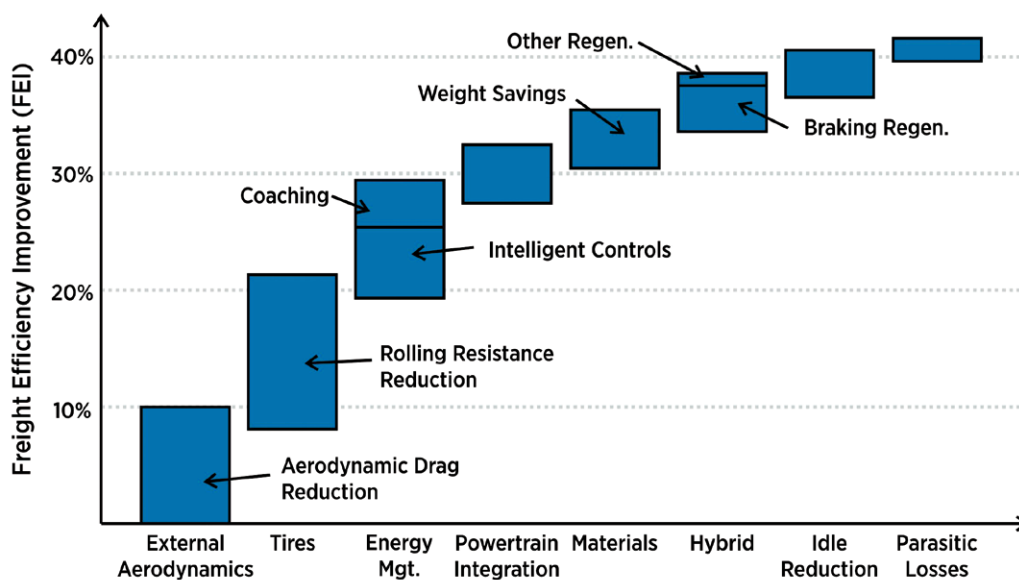 Freight Efficiency Improvement (FEI)
40%
30%
20%
10%
Other Regen.
Weight Savings
Braking Regen.
Coaching
Intelligent Controls
Rolling Resistance
Reduction
Aerodynamic Drag
Reduction
External
Aerodynamics
Tires
Energy
Mgt.
Powertrain
Integration
Materials
Hybrid
Idle
Reduction
Parasitic
Losses